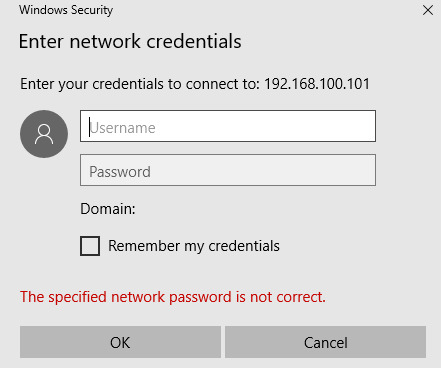 Windows Security
Enter network credentials
Enter your credentials to connect to: 192.168.100.101
Username
Password
Domain:
Remember my credentials
The specified network password is not correct.
OK
Cancel